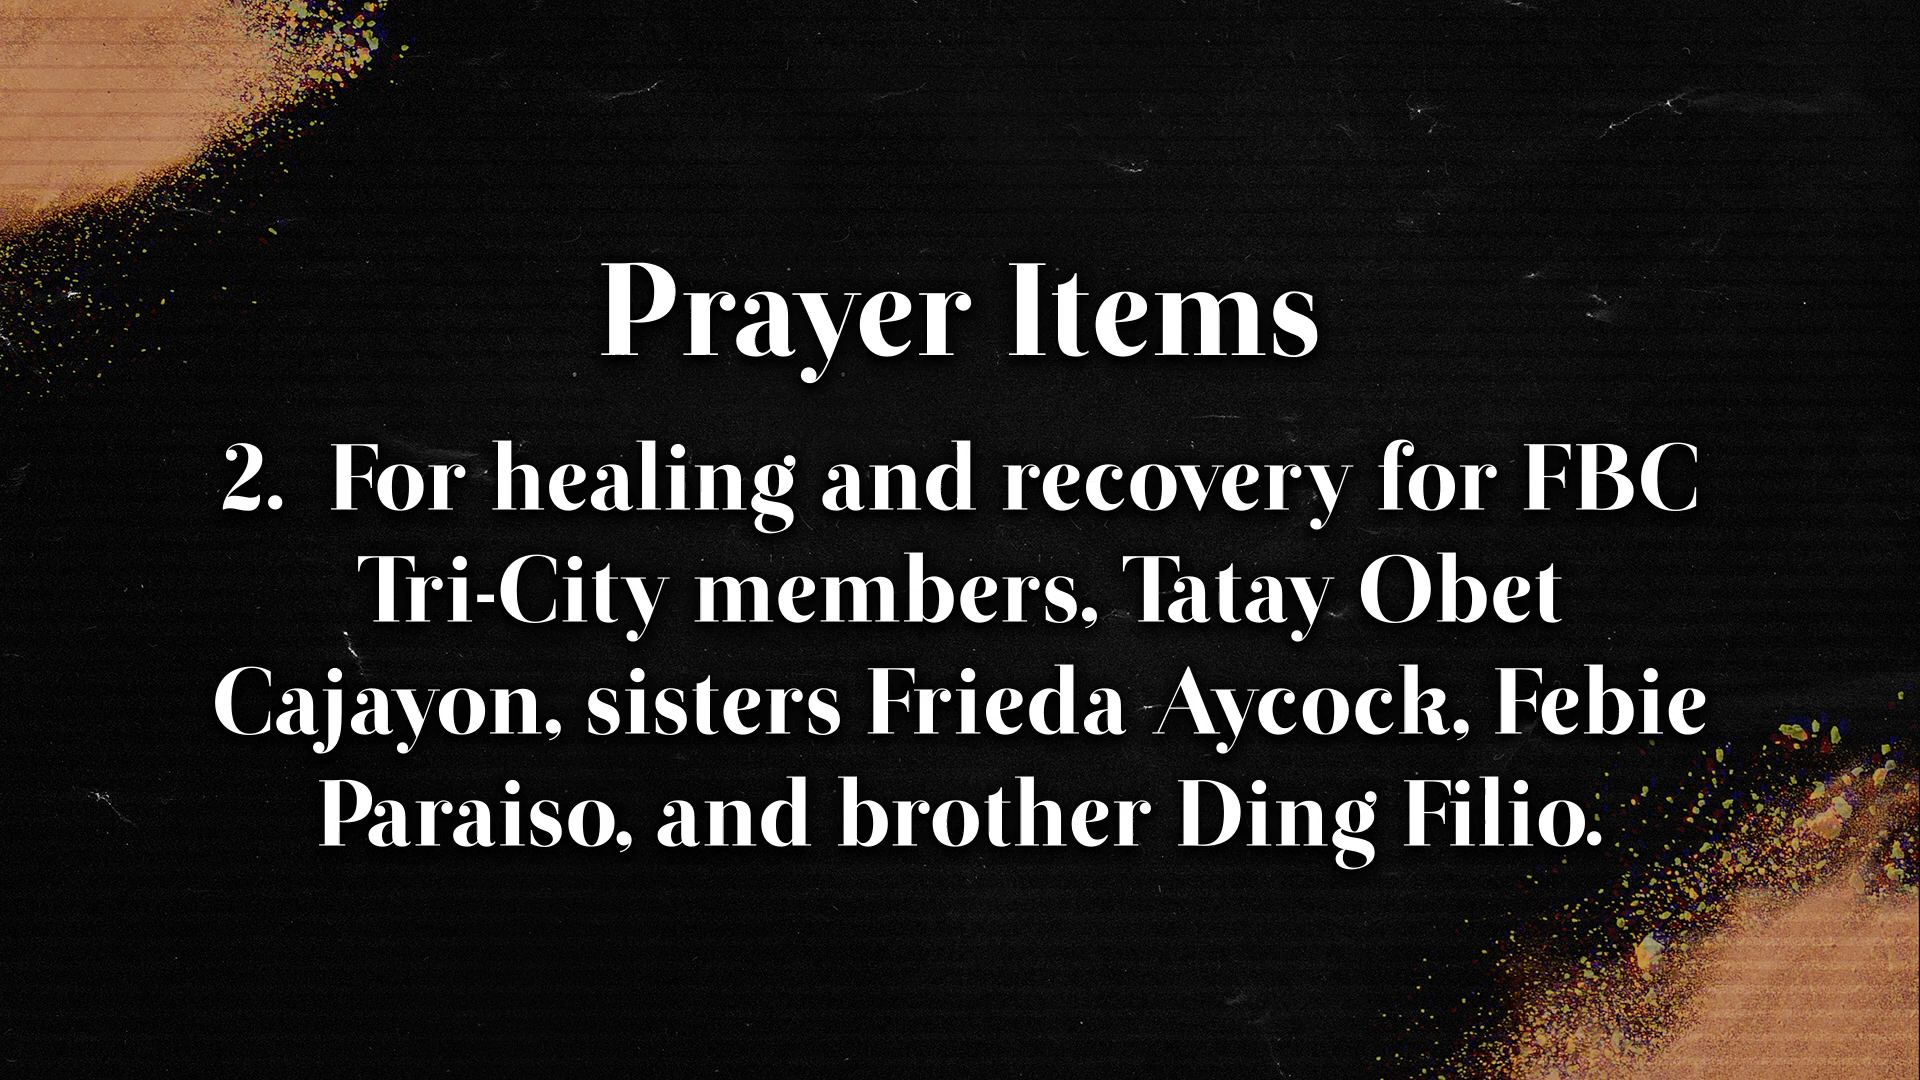 Prayer Items
2.  For healing and recovery for FBC
Tri-City members, Tatay Obet
Cajayon, sisters Frieda Aycock, Febie
Paraiso, and brother Ding Filio.